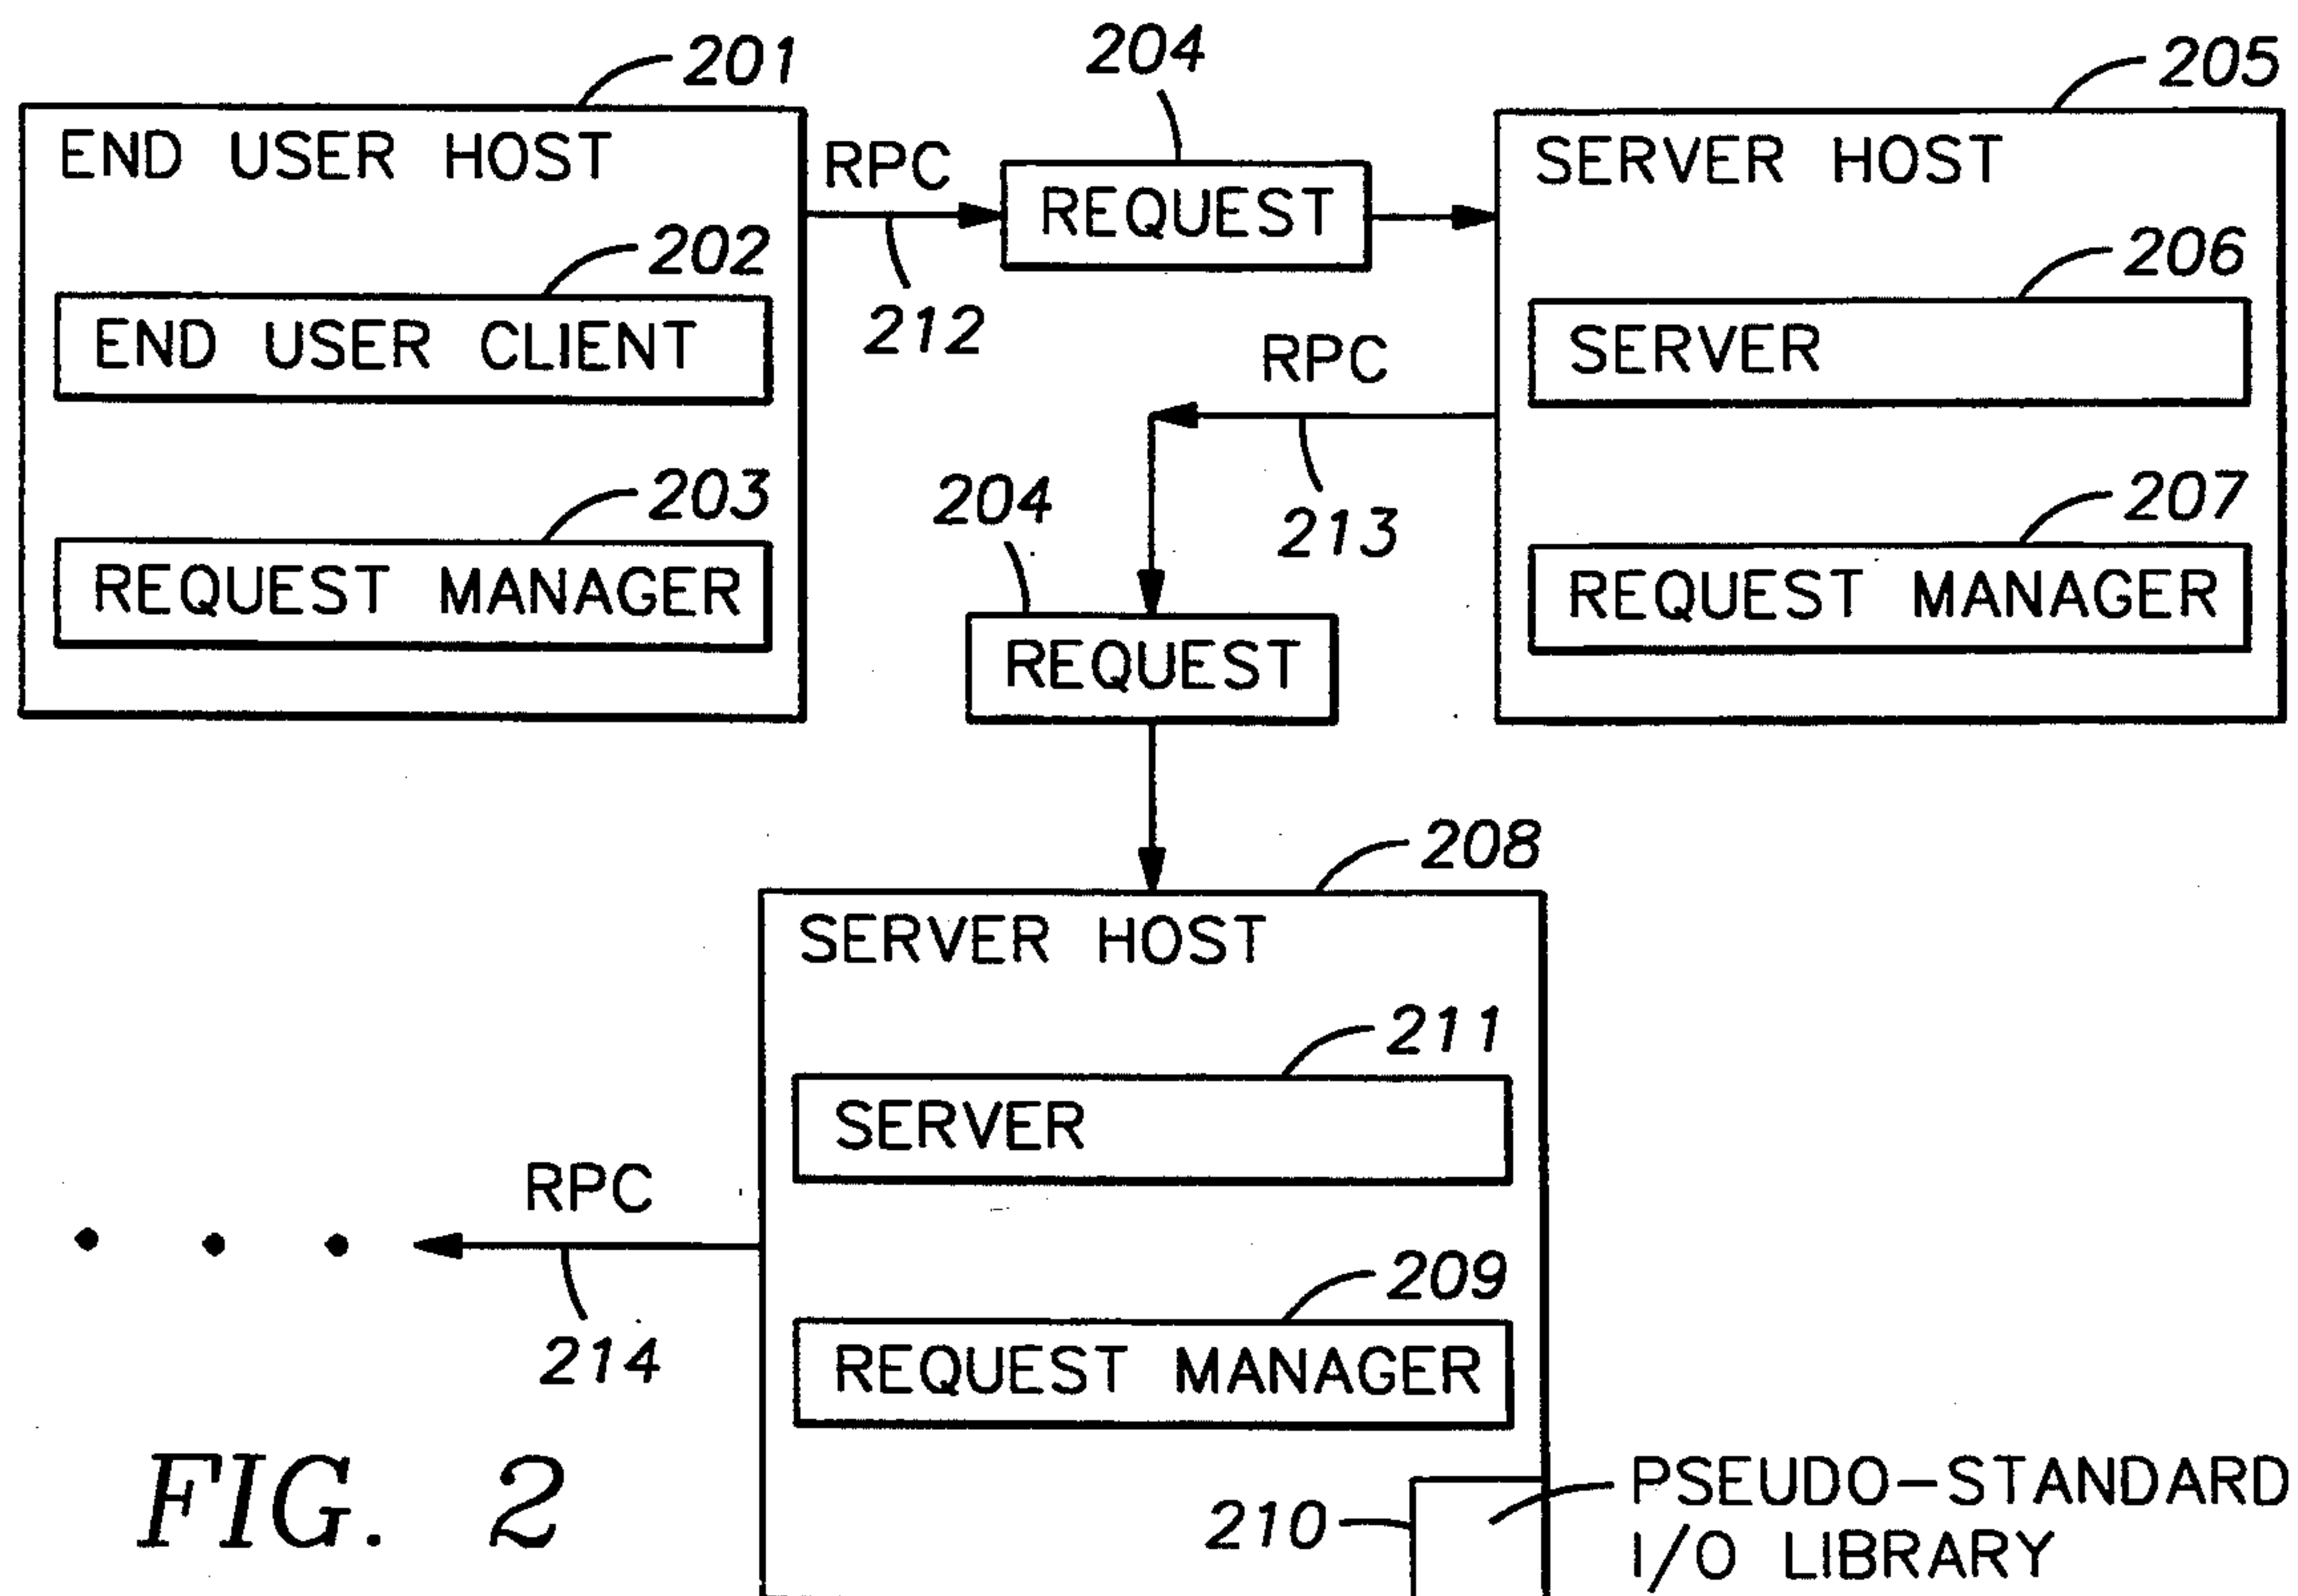 201
END USER HOST
202
END USER CLIENT
203
REQUEST MANAGER
RPC
212
204
REQUEST
205
SERVER HOST
206
SERVER
207
REQUEST MANAGER
RPC
213
204
REQUEST
208
SERVER HOST
211
SERVER
209
REQUEST MANAGER
RPC
214
210
PSEUDO-STANDARD
I/O LIBRARY
FIG. 2